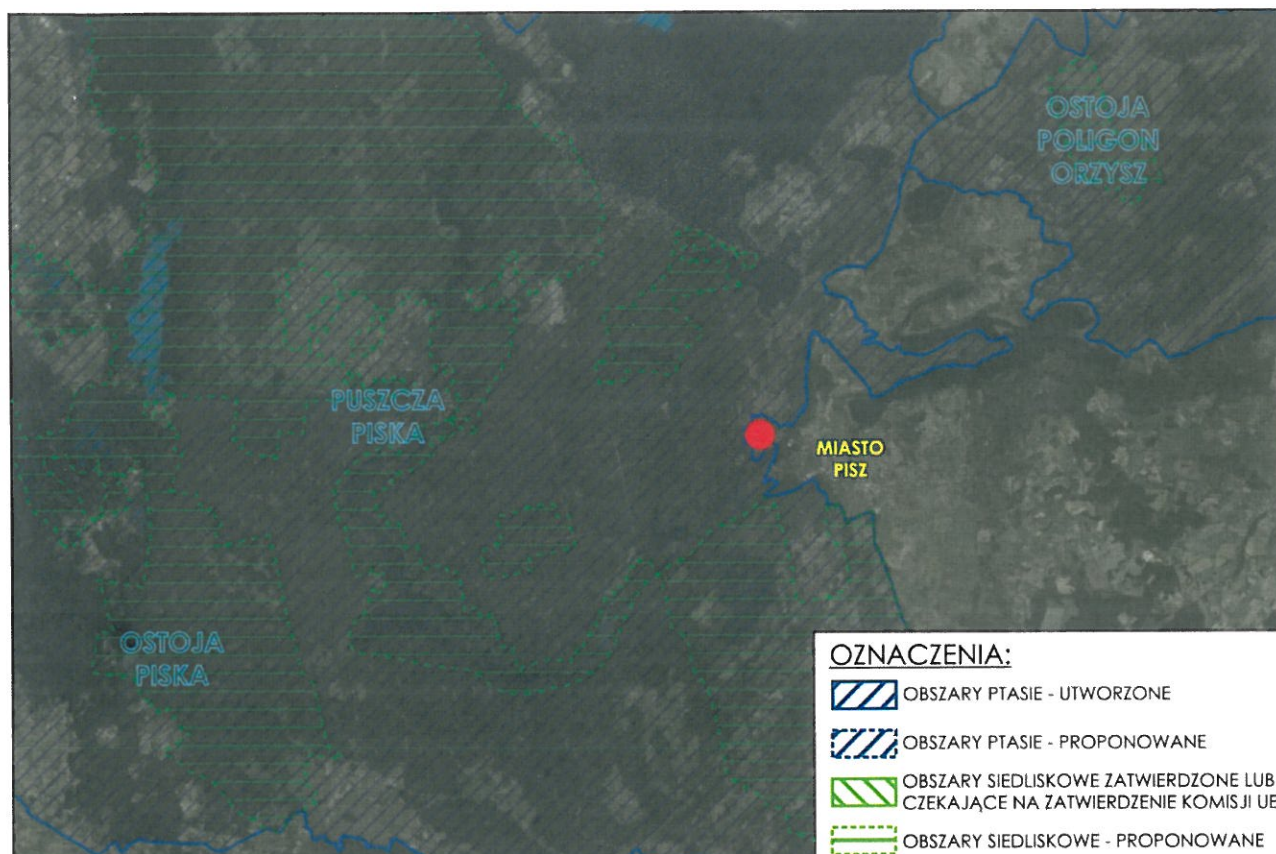 OSTOJA
POLIGON
ORZYSZ
PUSZCZA
PISKA
MIASTO
PISZ
OSTOJA
PISKA
OZNACZENIA:
OBSZARY PTASIE - UTWORZONE
OBSZARY PTASIE - PROPONOWANE
OBSZARY SIEDLISKOWE ZATWIERDZONE LUB
CZEKAJĄCE NA ZATWIERDZENIE KOMISJI UE
OBSZARY SIEDLISKOWE - PROPONOWANE